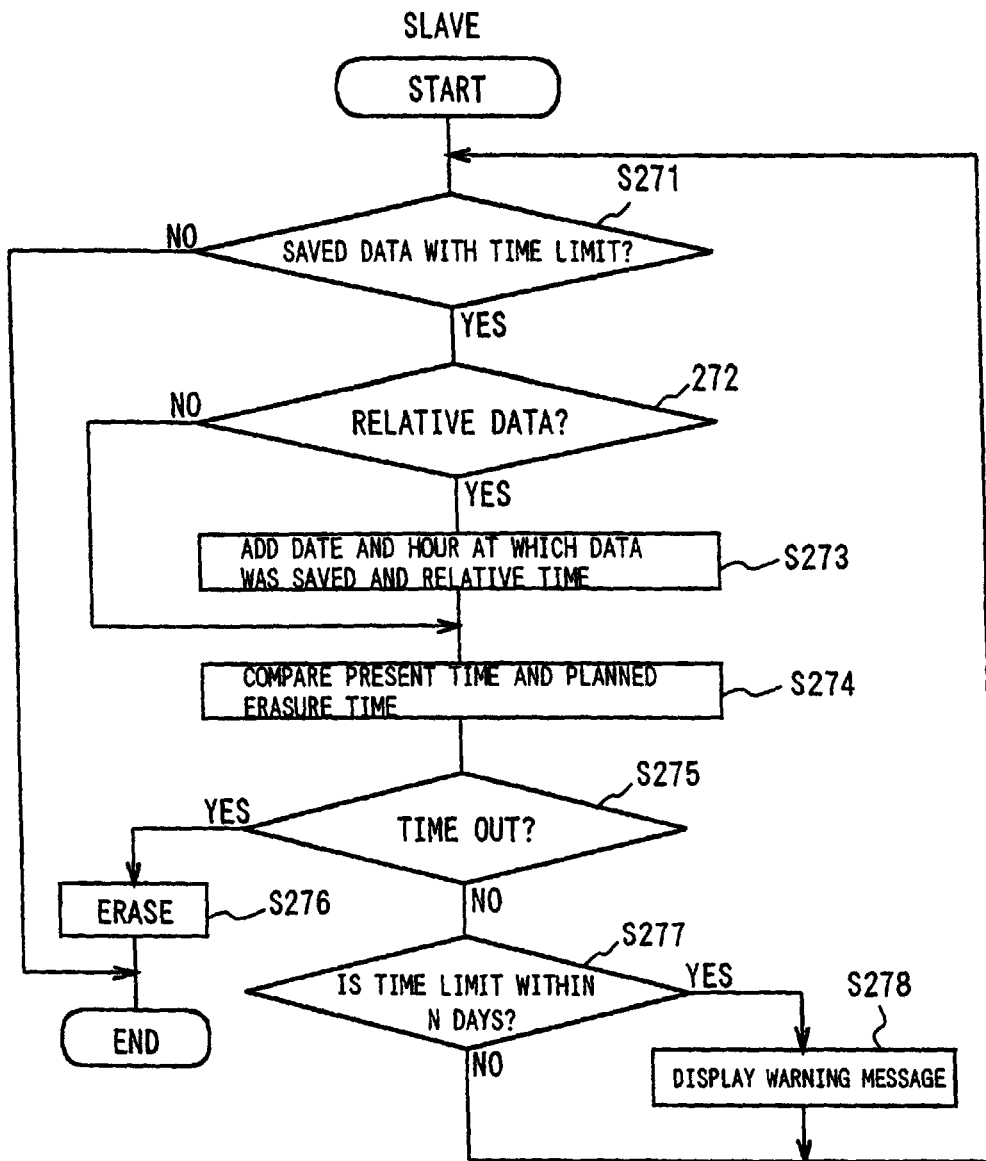 SLAVE
START
S271
NO
SAVED DATA WITH TIME LIMIT?
YES
272
NO
RELATIVE DATA?
YES
ADD DATE AND HOUR AT WHICH DATA
WAS SAVED AND RELATIVE TIME
S273
COMPARE PRESENT TIME AND PLANNED
ERASURE TIME
S274
S275
YES
TIME OUT?
ERASE
S276
NO
S277
IS TIME LIMIT WITHIN
N DAYS?
YES
S278
END
NO
DISPLAY WARNING MESSAGE